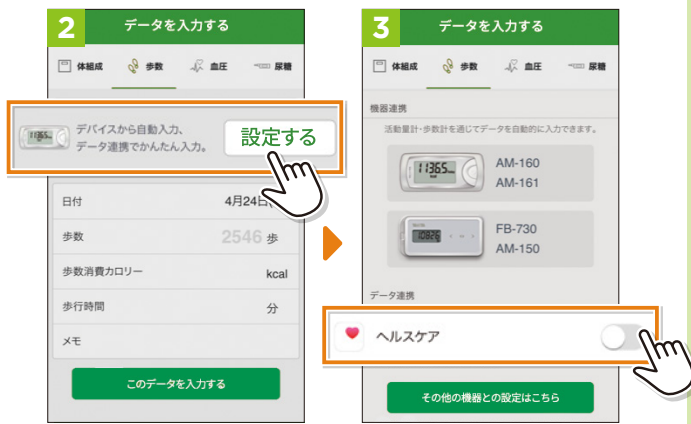 2
データを入力する
体組成 歩数 血圧 尿糖
デバイスから自動入力、
データ連携でかんたん入力。
設定する
日付 4月24日
歩数 2546 歩
歩数消費カロリー kcal
歩行時間 分
メモ
このデータを入力する
3
データを入力する
体組成 歩数 血圧 尿糖
機器連携
活動量計・歩数計を通じてデータを自動的に入力できます。
11365
AM-160
AM-161
10826
FB-730
AM-150
データ連携
ヘルスケア
その他の機器との設定はこちら